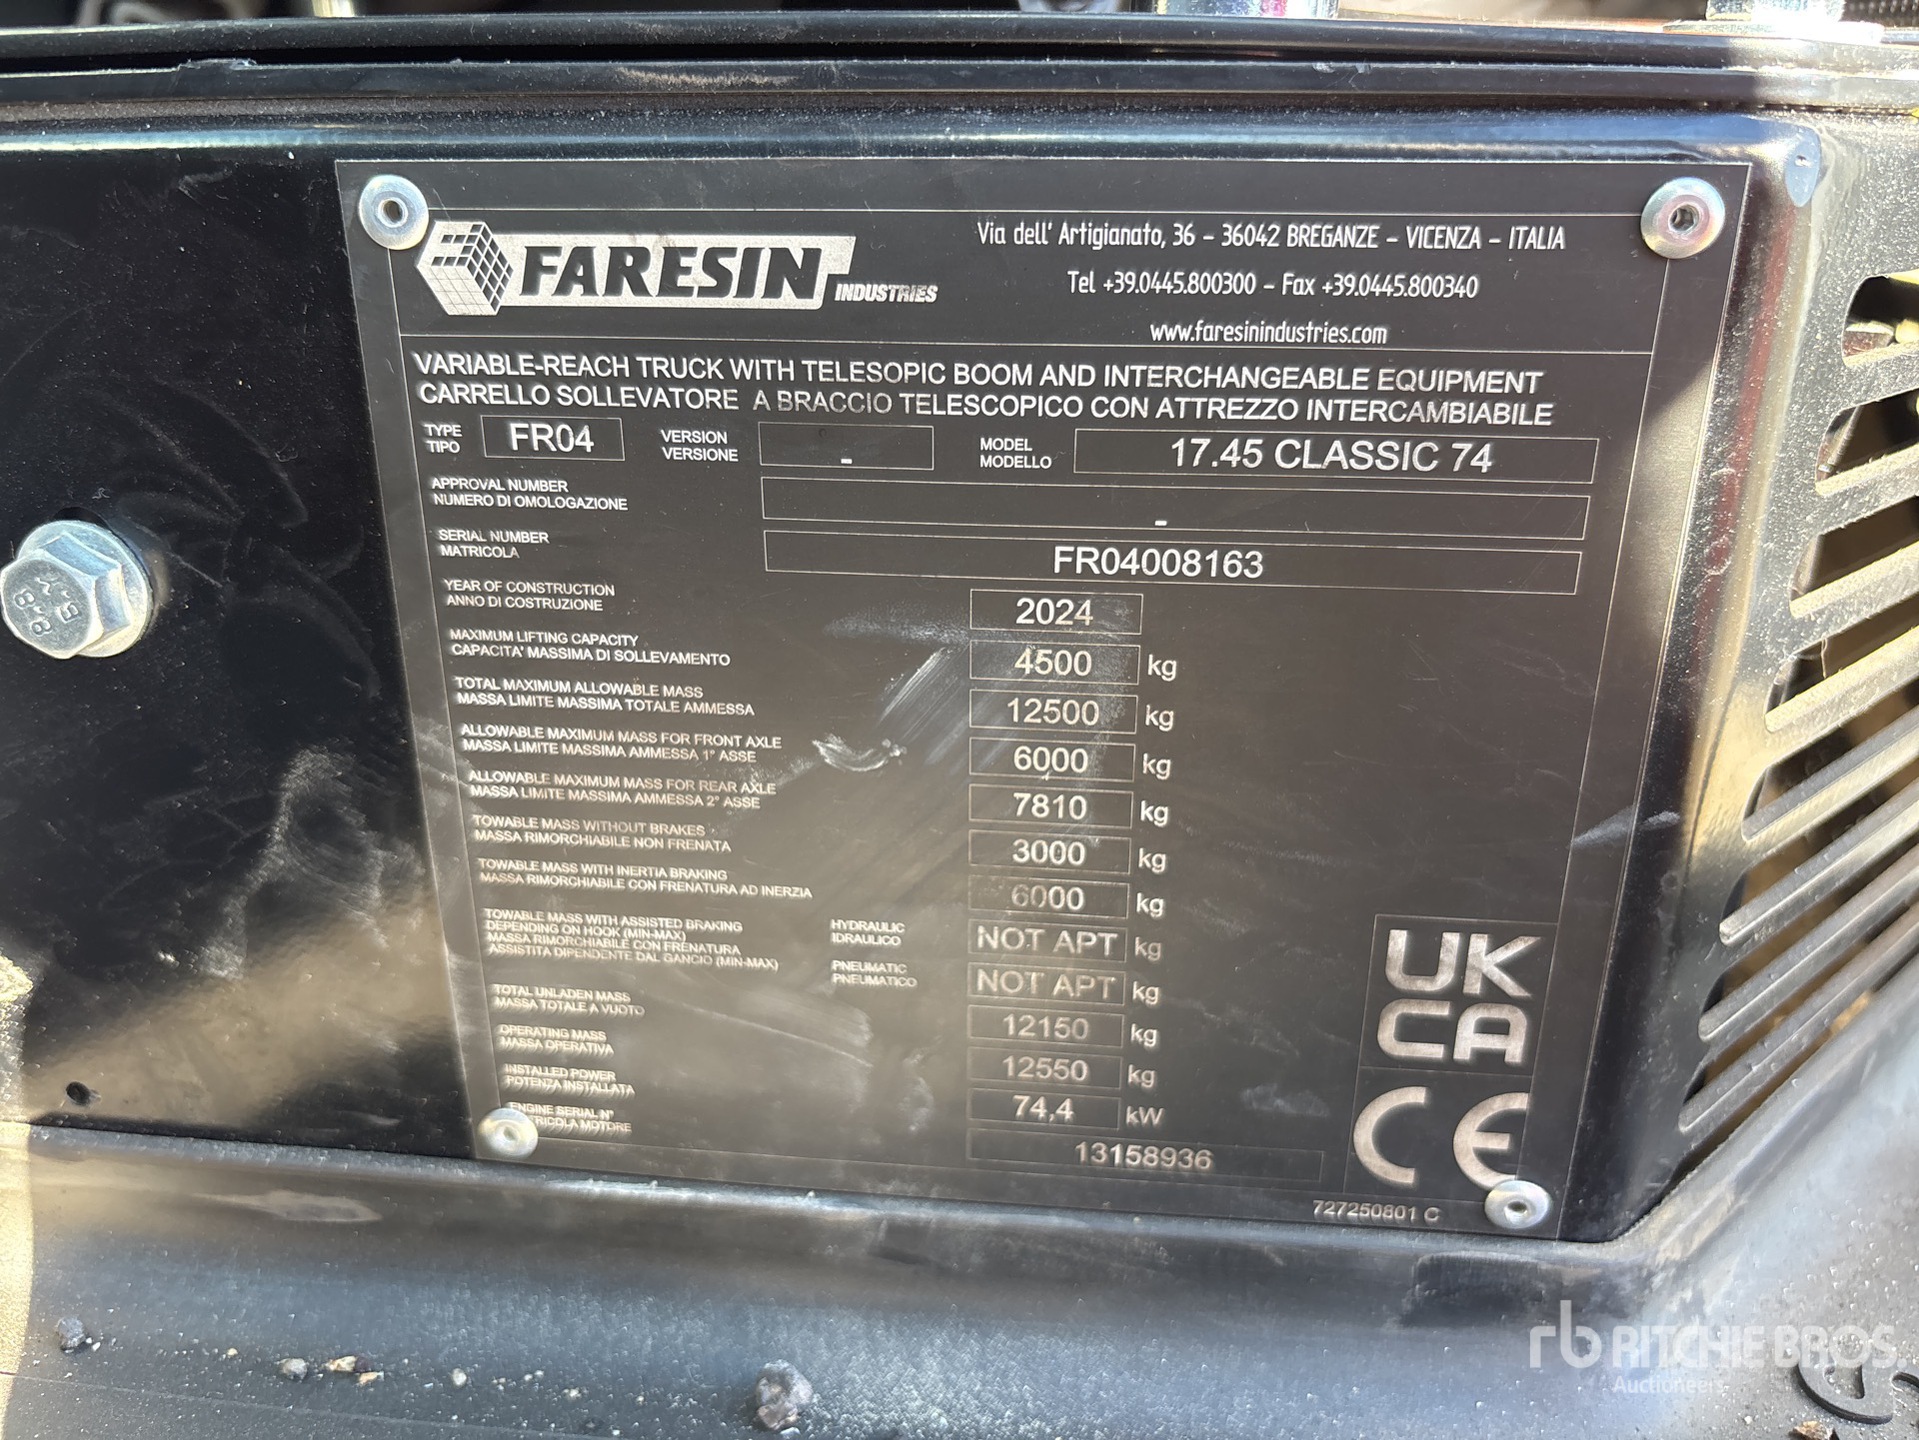 FARESIN INDUSTRIES
Via dell' Artigianato, 36 - 36042 BREGANZE - VICENZA - ITALIA
Tel +39.0445.800300 - Fax +39.0445.800340
www.faresinindustries.com
VARIABLE-REACH TRUCK WITH TELESOPIC BOOM AND INTERCHANGEABLE EQUIPMENT
CARRELLO SOLLEVATORE A BRACCIO TELESCOPICO CON ATTREZZO INTERCAMBIABILE
TYPE
TIPO
FR04
VERSION
VERSIONE
-
MODEL
MODELLO
17.45 CLASSIC 74
APPROVAL NUMBER
NUMERO DI OMOLOGAZIONE
-
SERIAL NUMBER
MATRICOLA
FR04008163
YEAR OF CONSTRUCTION
ANNO DI COSTRUZIONE
2024
MAXIMUM LIFTING CAPACITY
CAPACITA' MASSIMA DI SOLLEVAMENTO
4500 kg
TOTAL MAXIMUM ALLOWABLE MASS
MASSA LIMITE MASSIMA TOTALE AMMESSA
12500 kg
ALLOWABLE MAXIMUM MASS FOR FRONT AXLE
MASSA LIMITE MASSIMA AMMESSA 1° ASSE
6000 kg
ALLOWABLE MAXIMUM MASS FOR REAR AXLE
MASSA LIMITE MASSIMA AMMESSA 2° ASSE
7810 kg
TOWABLE MASS WITHOUT BRAKES
MASSA RIMORCHIABILE NON FRENATA
3000 kg
TOWABLE MASS WITH INERTIA BRAKING
MASSA RIMORCHIABILE CON FRENATURA AD INERZIA
6000 kg
TOWABLE MASS WITH ASSISTED BRAKING
DEPENDING ON HOOK (MIN-MAX)
MASSA RIMORCHIABILE CON FRENATURA
ASSISTITA DIPENDENTE DAL GANCIO (MIN-MAX)
HYDRAULIC
IDRAULICO
NOT APT kg
PNEUMATIC
PNEUMATICO
NOT APT kg
TOTAL UNLADEN MASS
MASSA TOTALE A VUOTO
12150 kg
OPERATING MASS
MASSA OPERATIVA
12550 kg
INSTALLED POWER
POTENZA INSTALLATA
74,4 kW
ENGINE SERIAL N°
MOTORE
13158936
UK
CA
CE
727250801 C
8.8
rb RITCHIE BROS.
Auctioneers